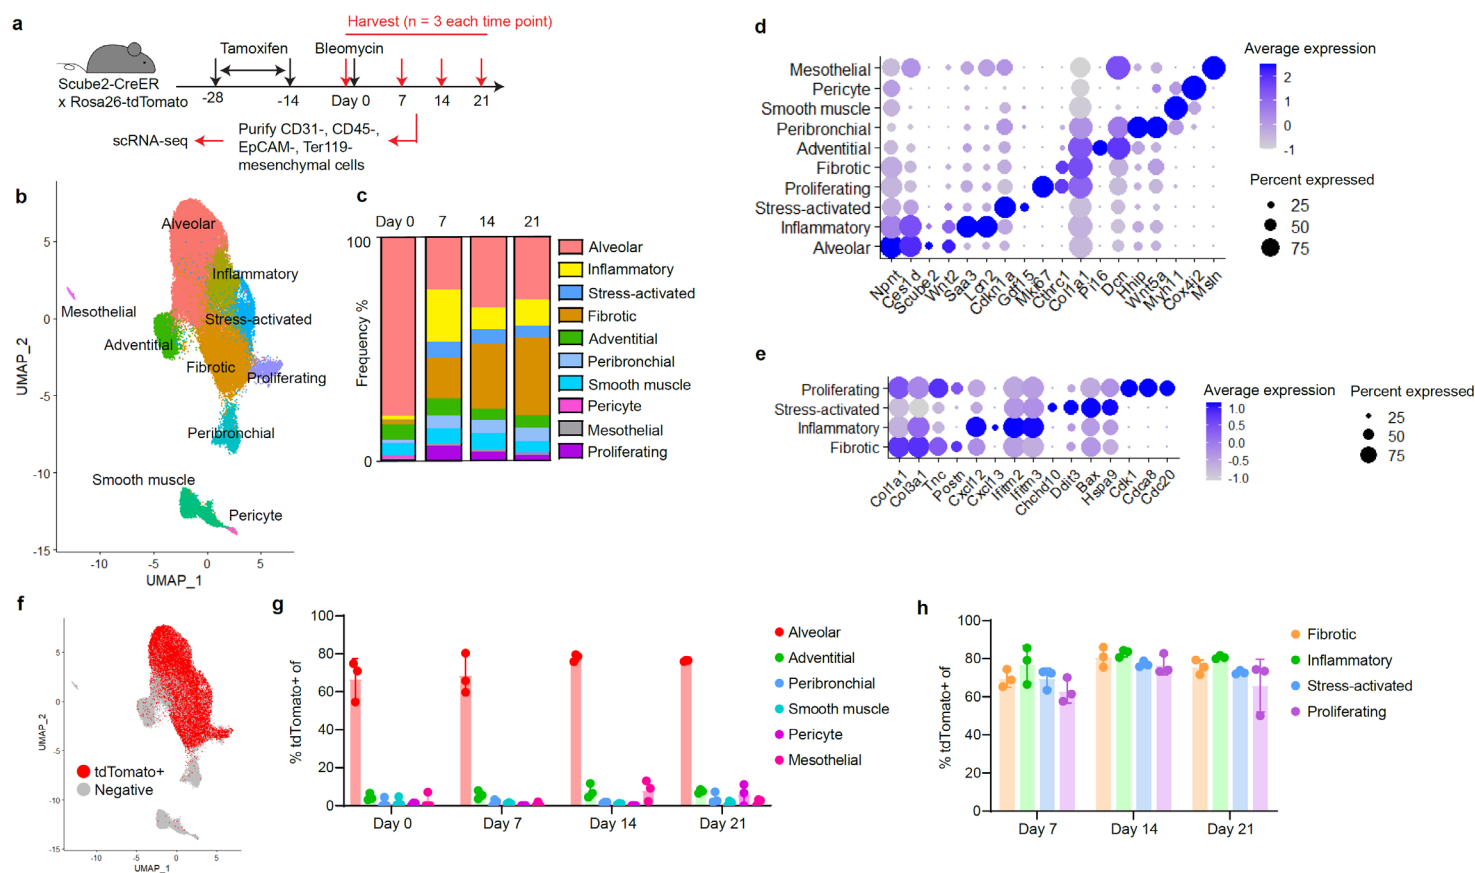 a
Harvest (n = 3 each time point)
Tamoxifen
Bleomycin
Scube2-CreER
x Rosa26-tdTomato
-28
-14
Day 0
7
14
21
scRNA-seq
Purify CD31-, CD45-,
EpCAM-, Ter119-
mesenchymal cells
b
Alveolar
Inflammatory
Mesothelial
Stress-activated
Adventitial
Fibrotic
Proliferating
Peribronchial
Smooth muscle
Pericyte
5
0
-5
-10
-15
-10
-5
0
5
UMAP_2
UMAP_1
c
Day 0
7
14
21
100
0
Frequency %
Alveolar
Inflammatory
Stress-activated
Fibrotic
Adventitial
Peribronchial
Smooth muscle
Pericyte
Mesothelial
Proliferating
d
Mesothelial
Pericyte
Smooth muscle
Peribronchial
Adventitial
Fibrotic
Proliferating
Stress-activated
Inflammatory
Alveolar
Npnt
Ces1d
Scube2
Wnt2
Saa3
Lcn2
Cdkn1a
Gdf15
Mki67
Cthrc1
Col1a1
Pi16
Dcn
Hhip
Wnt5a
Myh11
Cox4i2
Msln
Average expression
2
1
0
-1
Percent expressed
25
50
75
e
Proliferating
Stress-activated
Inflammatory
Fibrotic
Col1a1
Col3a1
Tnc
Postn
Cxcl12
Cxcl13
Ifitm2
Ifitm3
Chchd10
Ddit3
Bax
Hspa9
Cdk1
Cdca8
Cdc20
Average expression
1.0
0.5
0.0
-0.5
-1.0
Percent expressed
25
50
75
f
5
0
-5
-10
-15
-10
-5
0
5
UMAP_2
UMAP_1
tdTomato+
Negative
g
100
80
60
40
20
0
% tdTomato+ of
Day 0
Day 7
Day 14
Day 21
Alveolar
Adventitial
Peribronchial
Smooth muscle
Pericyte
Mesothelial
h
100
80
60
40
20
0
% tdTomato+ of
Day 7
Day 14
Day 21
Fibrotic
Inflammatory
Stress-activated
Proliferating